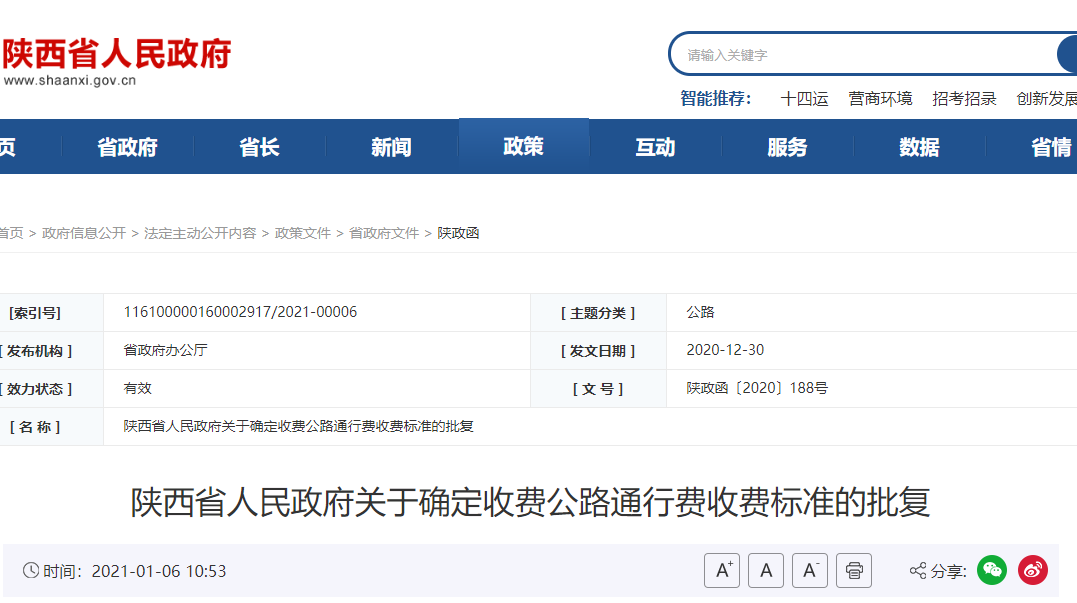 陕西省人民政府
www.shaanxi.gov.cn
请输入关键字
智能推荐： 十四运 营商环境 招考招录 创新发展
页 省政府 省长 新闻 政策 互动 服务 数据 省情
首页 > 政府信息公开 > 法定主动公开内容 > 政策文件 > 省政府文件 > 陕政函
[索引号] 116100000160002917/2021-00006 [ 主题分类 ] 公路
[ 发布机构 ] 省政府办公厅 [ 发文日期 ] 2020-12-30
[ 效力状态 ] 有效 [ 文 号 ] 陕政函〔2020〕188号
[ 名 称 ] 陕西省人民政府关于确定收费公路通行费收费标准的批复
陕西省人民政府关于确定收费公路通行费收费标准的批复
时间：2021-01-06 10:53 A+ A A- 分享: